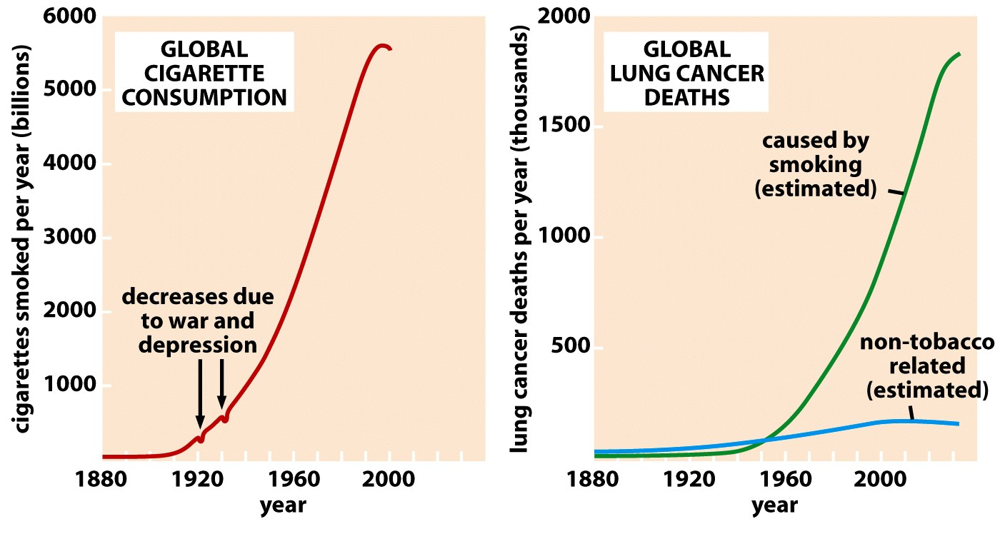 GLOBAL
CIGARETTE
CONSUMPTION
cigarettes smoked per year (billions)
6000
5000
4000
3000
2000
1000
decreases due
to war and
depression
1880
1920
1960
2000
year
GLOBAL
LUNG CANCER
DEATHS
lung cancer deaths per year (thousands)
2000
1500
1000
500
caused by
smoking
(estimated)
non-tobacco
related
(estimated)
1880
1920
1960
2000
year